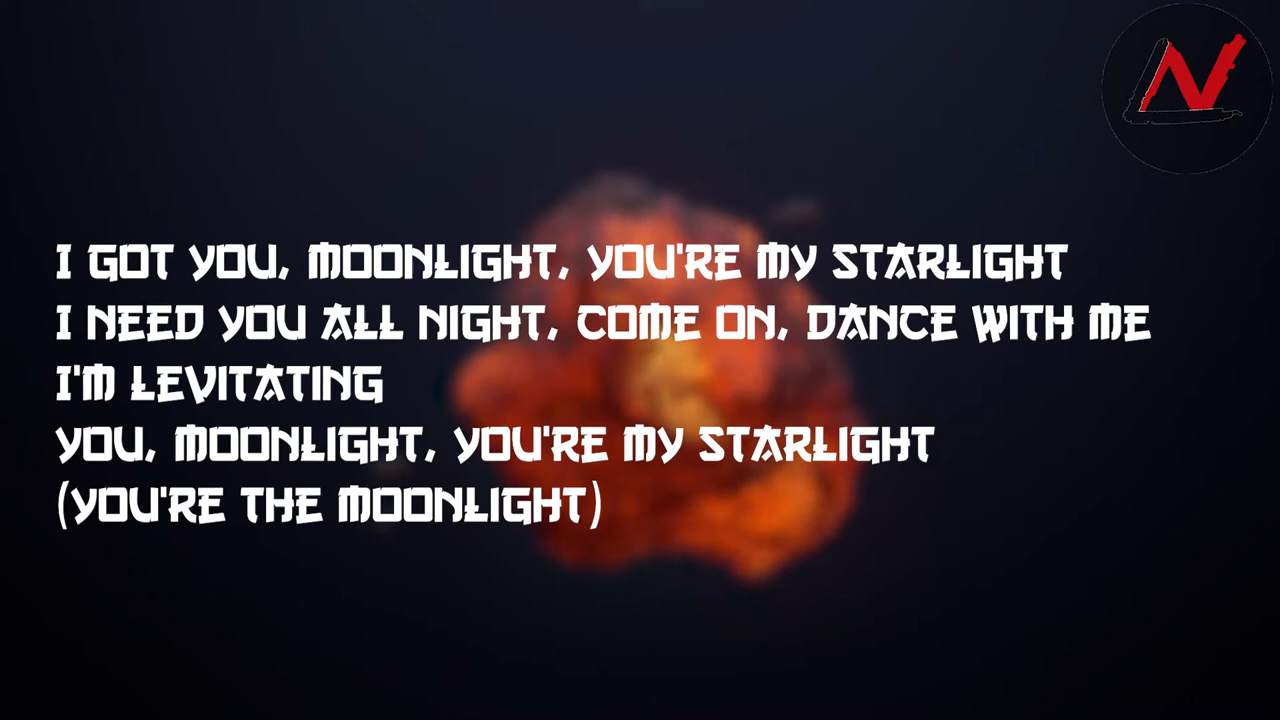 I GOT YOU, MOONLIGHT, YOU'RE MY STARLIGHT
I NEED YOU ALL NIGHT, COME ON, DANCE WITH ME
I'M LEVITATING
YOU, MOONLIGHT, YOU'RE MY STARLIGHT
(YOU'RE THE MOONLIGHT)